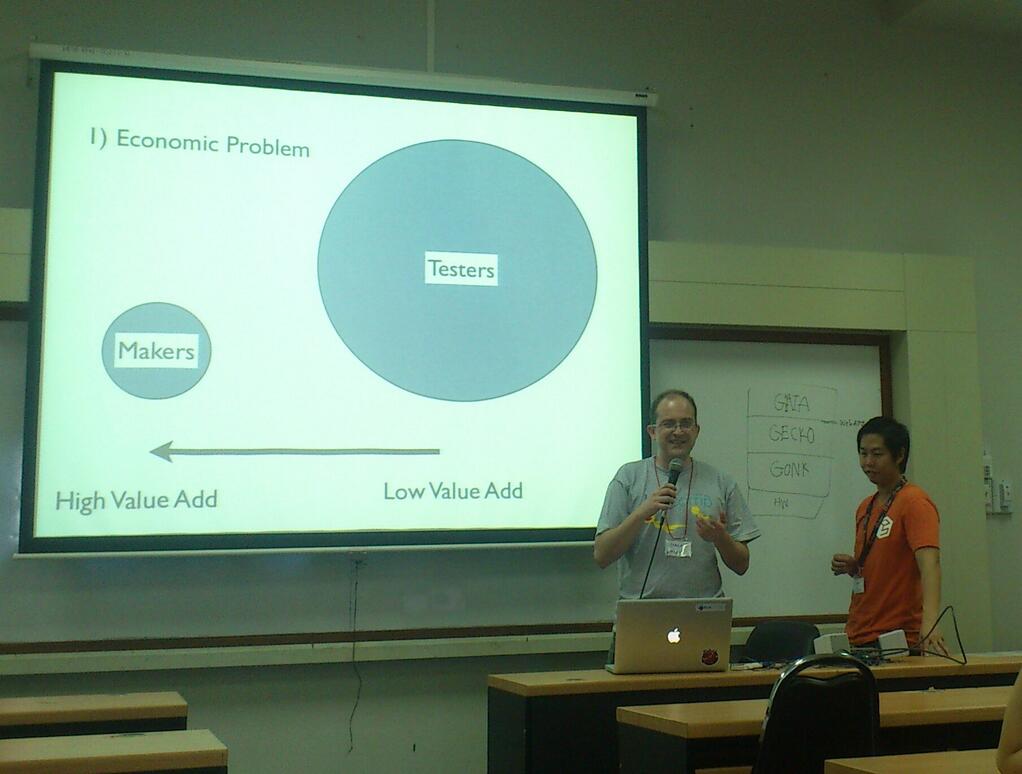 1) Economic Problem
Testers
Makers
High Value Add
Low Value Add
GAIA
GECKO
GONK
HW